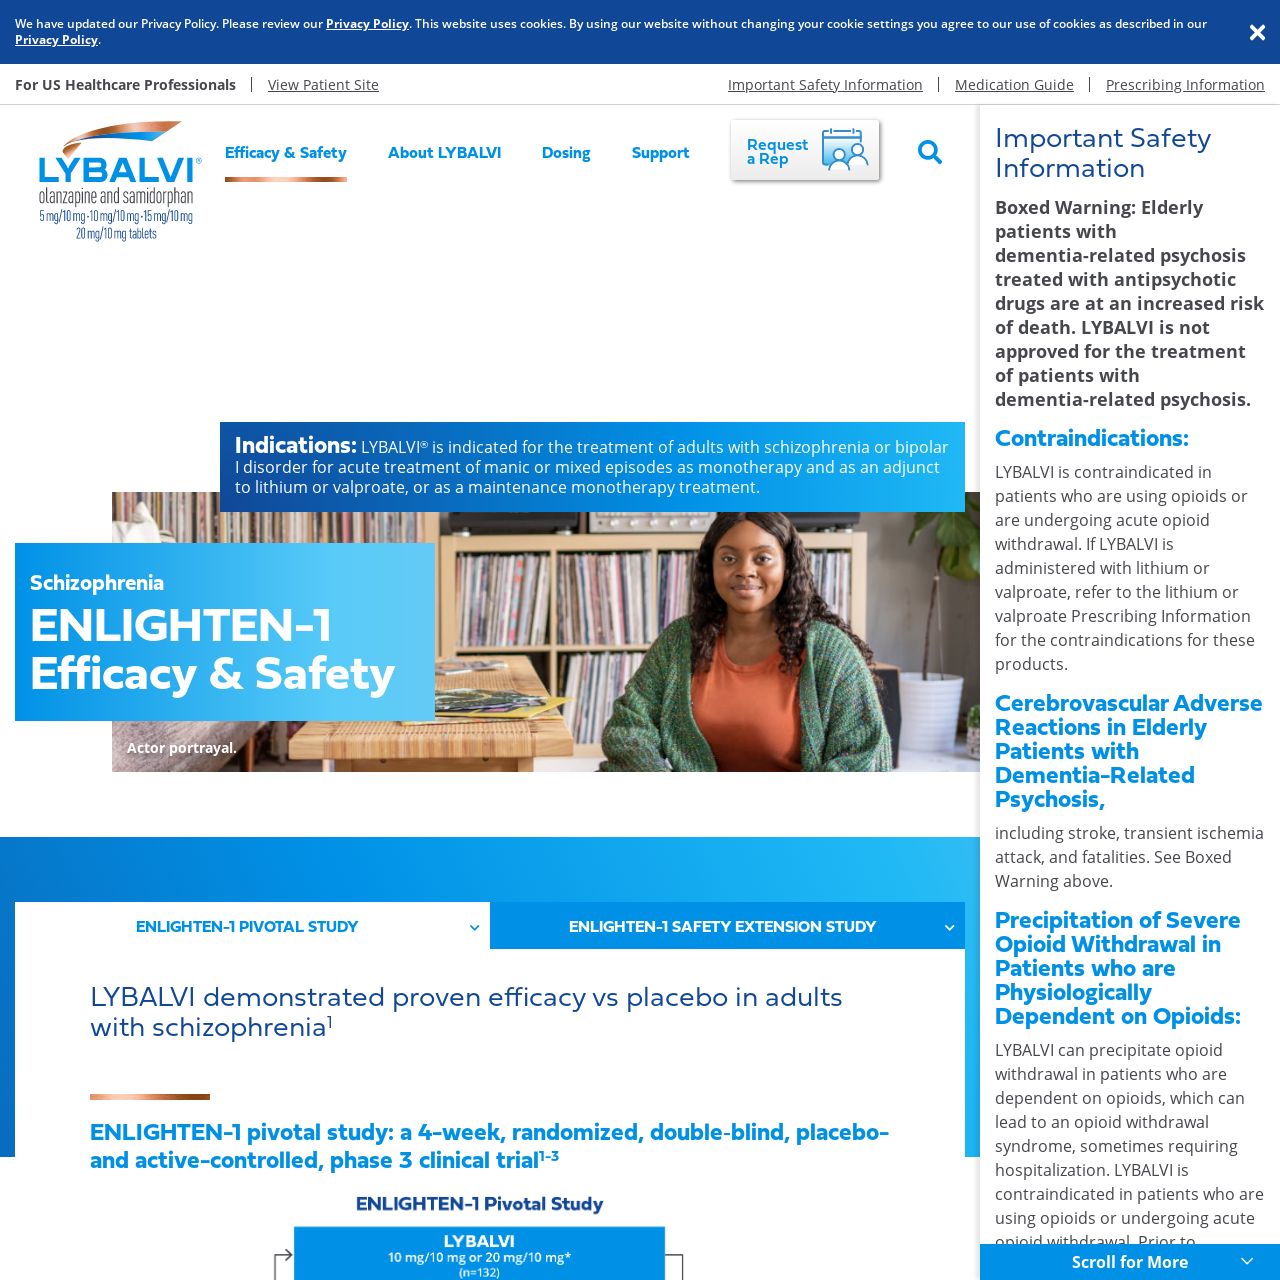 We have updated our Privacy Policy. Please review our Privacy Policy. This website uses cookies. By using our website without changing your cookie settings you agree to our use of cookies as described in our
Privacy Policy.
For US Healthcare Professionals
View Patient Site
Important Safety Information
Medication Guide
Prescribing Information
LYBALVI®
olanzapine and samidorphan
5 mg/10 mg·10 mg/10 mg·15 mg/10 mg
20 mg/10 mg tablets
Efficacy & Safety
About LYBALVI
Dosing
Support
Request
a Rep
Indications: LYBALVI® is indicated for the treatment of adults with schizophrenia or bipolar
I disorder for acute treatment of manic or mixed episodes as monotherapy and as an adjunct
to lithium or valproate, or as a maintenance monotherapy treatment.
Schizophrenia
ENLIGHTEN-1
Efficacy & Safety
Actor portrayal.
ENLIGHTEN-1 PIVOTAL STUDY
ENLIGHTEN-1 SAFETY EXTENSION STUDY
LYBALVI demonstrated proven efficacy vs placebo in adults
with schizophrenia1
ENLIGHTEN-1 pivotal study: a 4-week, randomized, double-blind, placebo-
and active-controlled, phase 3 clinical trial1-3
ENLIGHTEN-1 Pivotal Study
LYBALVI
10 mg/10 mg or 20 mg/10 mg*
(n=132)
Important Safety
Information
Boxed Warning: Elderly
patients with
dementia-related psychosis
treated with antipsychotic
drugs are at an increased risk
of death. LYBALVI is not
approved for the treatment
of patients with
dementia-related psychosis.
Contraindications:
LYBALVI is contraindicated in
patients who are using opioids or
are undergoing acute opioid
withdrawal. If LYBALVI is
administered with lithium or
valproate, refer to the lithium or
valproate Prescribing Information
for the contraindications for these
products.
Cerebrovascular Adverse
Reactions in Elderly
Patients with
Dementia-Related
Psychosis,
including stroke, transient ischemia
attack, and fatalities. See Boxed
Warning above.
Precipitation of Severe
Opioid Withdrawal in
Patients who are
Physiologically
Dependent on Opioids:
LYBALVI can precipitate opioid
withdrawal in patients who are
dependent on opioids, which can
lead to an opioid withdrawal
syndrome, sometimes requiring
hospitalization. LYBALVI is
contraindicated in patients who are
using opioids or undergoing acute
opioid withdrawal. Prior to
Scroll for More